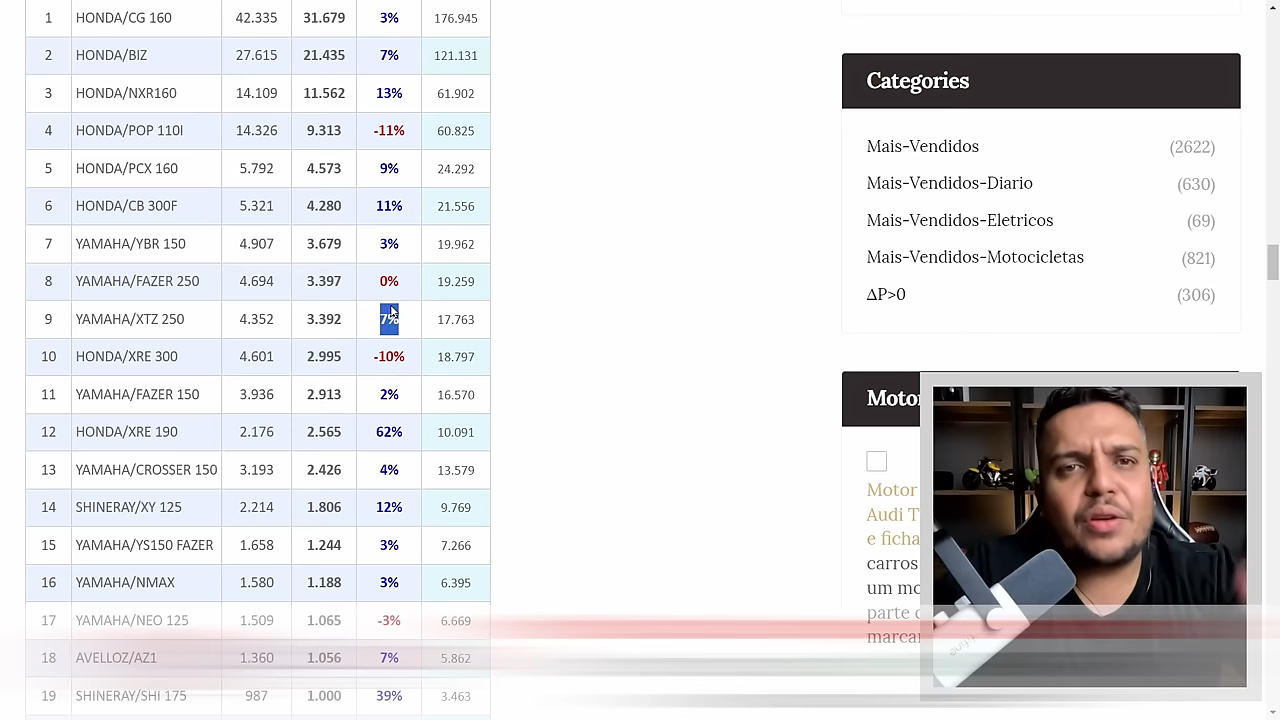 1 HONDA/CG 160 42.335 31.679 3% 176.945
2 HONDA/BIZ 27.615 21.435 7% 121.131
3 HONDA/NXR160 11.562 13% 61.902
4 HONDA/POP 110I 14.326 9.313 -11% 60.825
5 HONDA/PCX 160 5.792 4.573 9% 24.292
6 HONDA/CB 300F 5.321 4.280 11% 21.556
7 YAMAHA/YBR 150 4.907 3.679 3% 19.962
8 YAMAHA/FAZER 250 4.694 3.397 0% 19.259
9 YAMAHA/XTZ 250 4.352 3.392 7% 17.763
10 HONDA/XRE 300 4.601 2.995 -10% 18.797
11 YAMAHA/FAZER 150 3.936 2.913 2% 16.570
12 HONDA/XRE 190 2.176 2.565 62% 10.091
13 YAMAHA/CROSSER 150 3.193 2.426 4% 13.579
14 SHINERAY/XY 125 2.214 1.806 12% 9.769
15 YAMAHA/YS150 FAZER 1.658 1.244 3% 7.266
16 YAMAHA/NMAX 1.580 1.188 3% 6.395
17 YAMAHA/NEO 125 1.509 1.065 -3% 6.669
18 AVELLOZ/AZ1 1.360 1.056 7% 5.862
19 SHINERAY/SHI 175 987 1.000 39% 3.463
Categories
Mais-Vendidos (2622)
Mais-Vendidos-Diario (630)
Mais-Vendidos-Eletricos (69)
Mais-Vendidos-Motocicletas (821)
ΔP>0 (306)
Motor
Motor
Audi T
e ficha
carros
um mo
parte d
marca